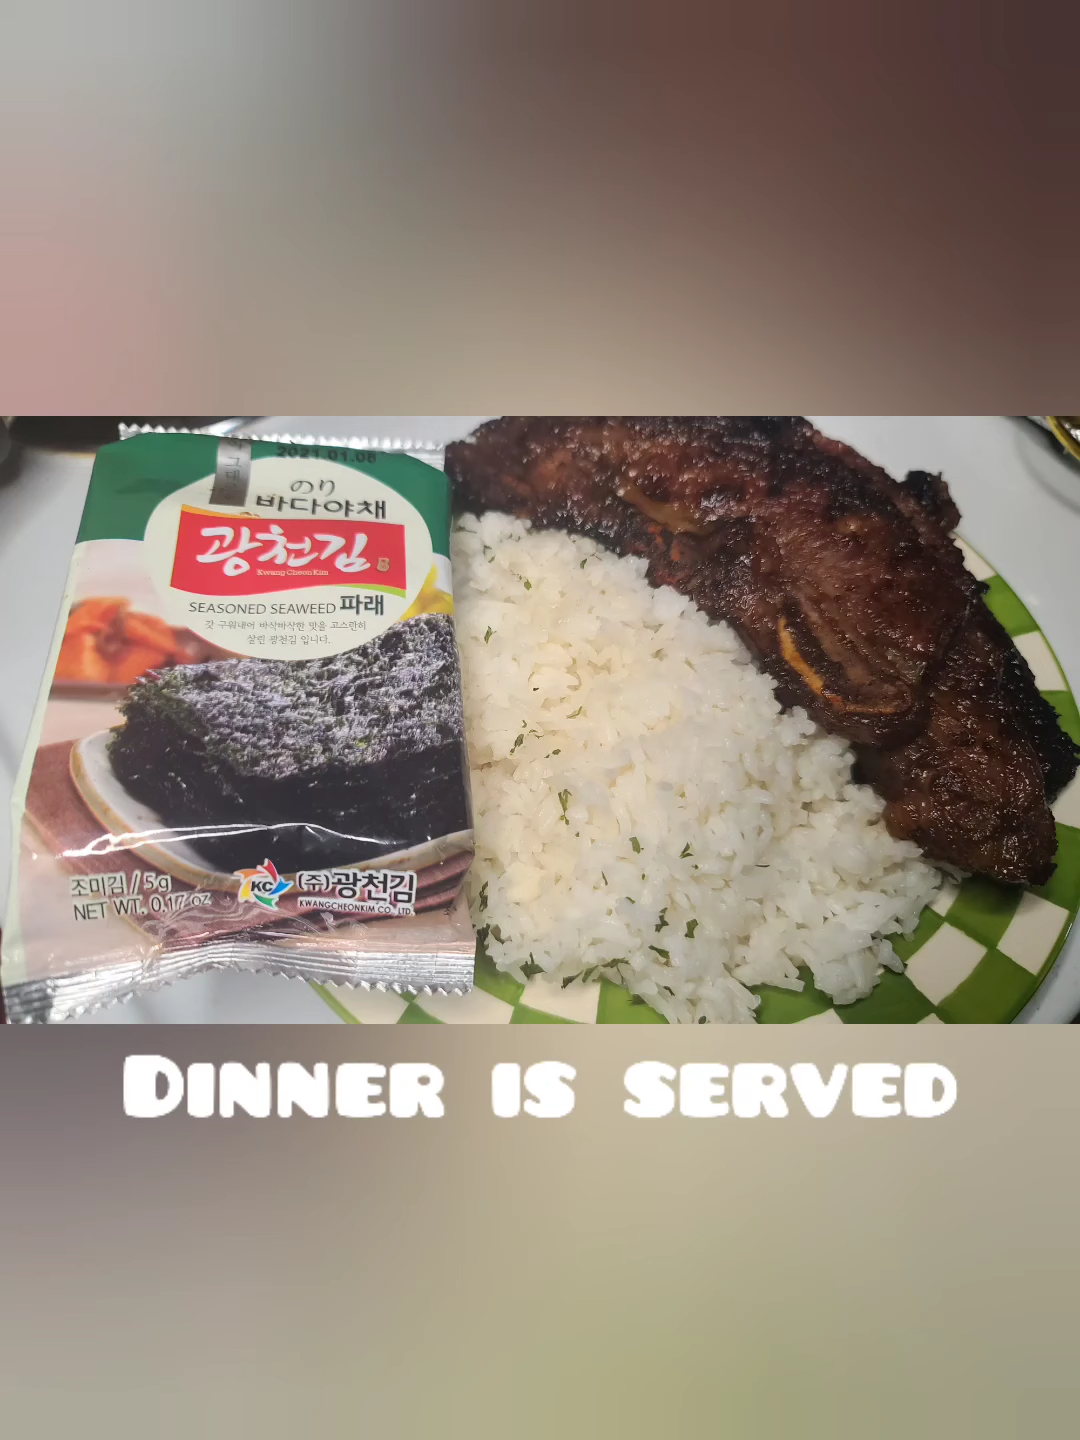 2021.01.08
のり
바다야채
광천김
Kwang Cheon Kim
SEASONED SEAWEED 파래
갓 구워내어 바삭바삭한 맛을 고스란히
살린 광천김 입니다.
조미김 / 5g
NET WT. 0.17 oz
KC (주)광천김
KWANGCHEONKIM CO., LTD.
DINNER IS SERVED